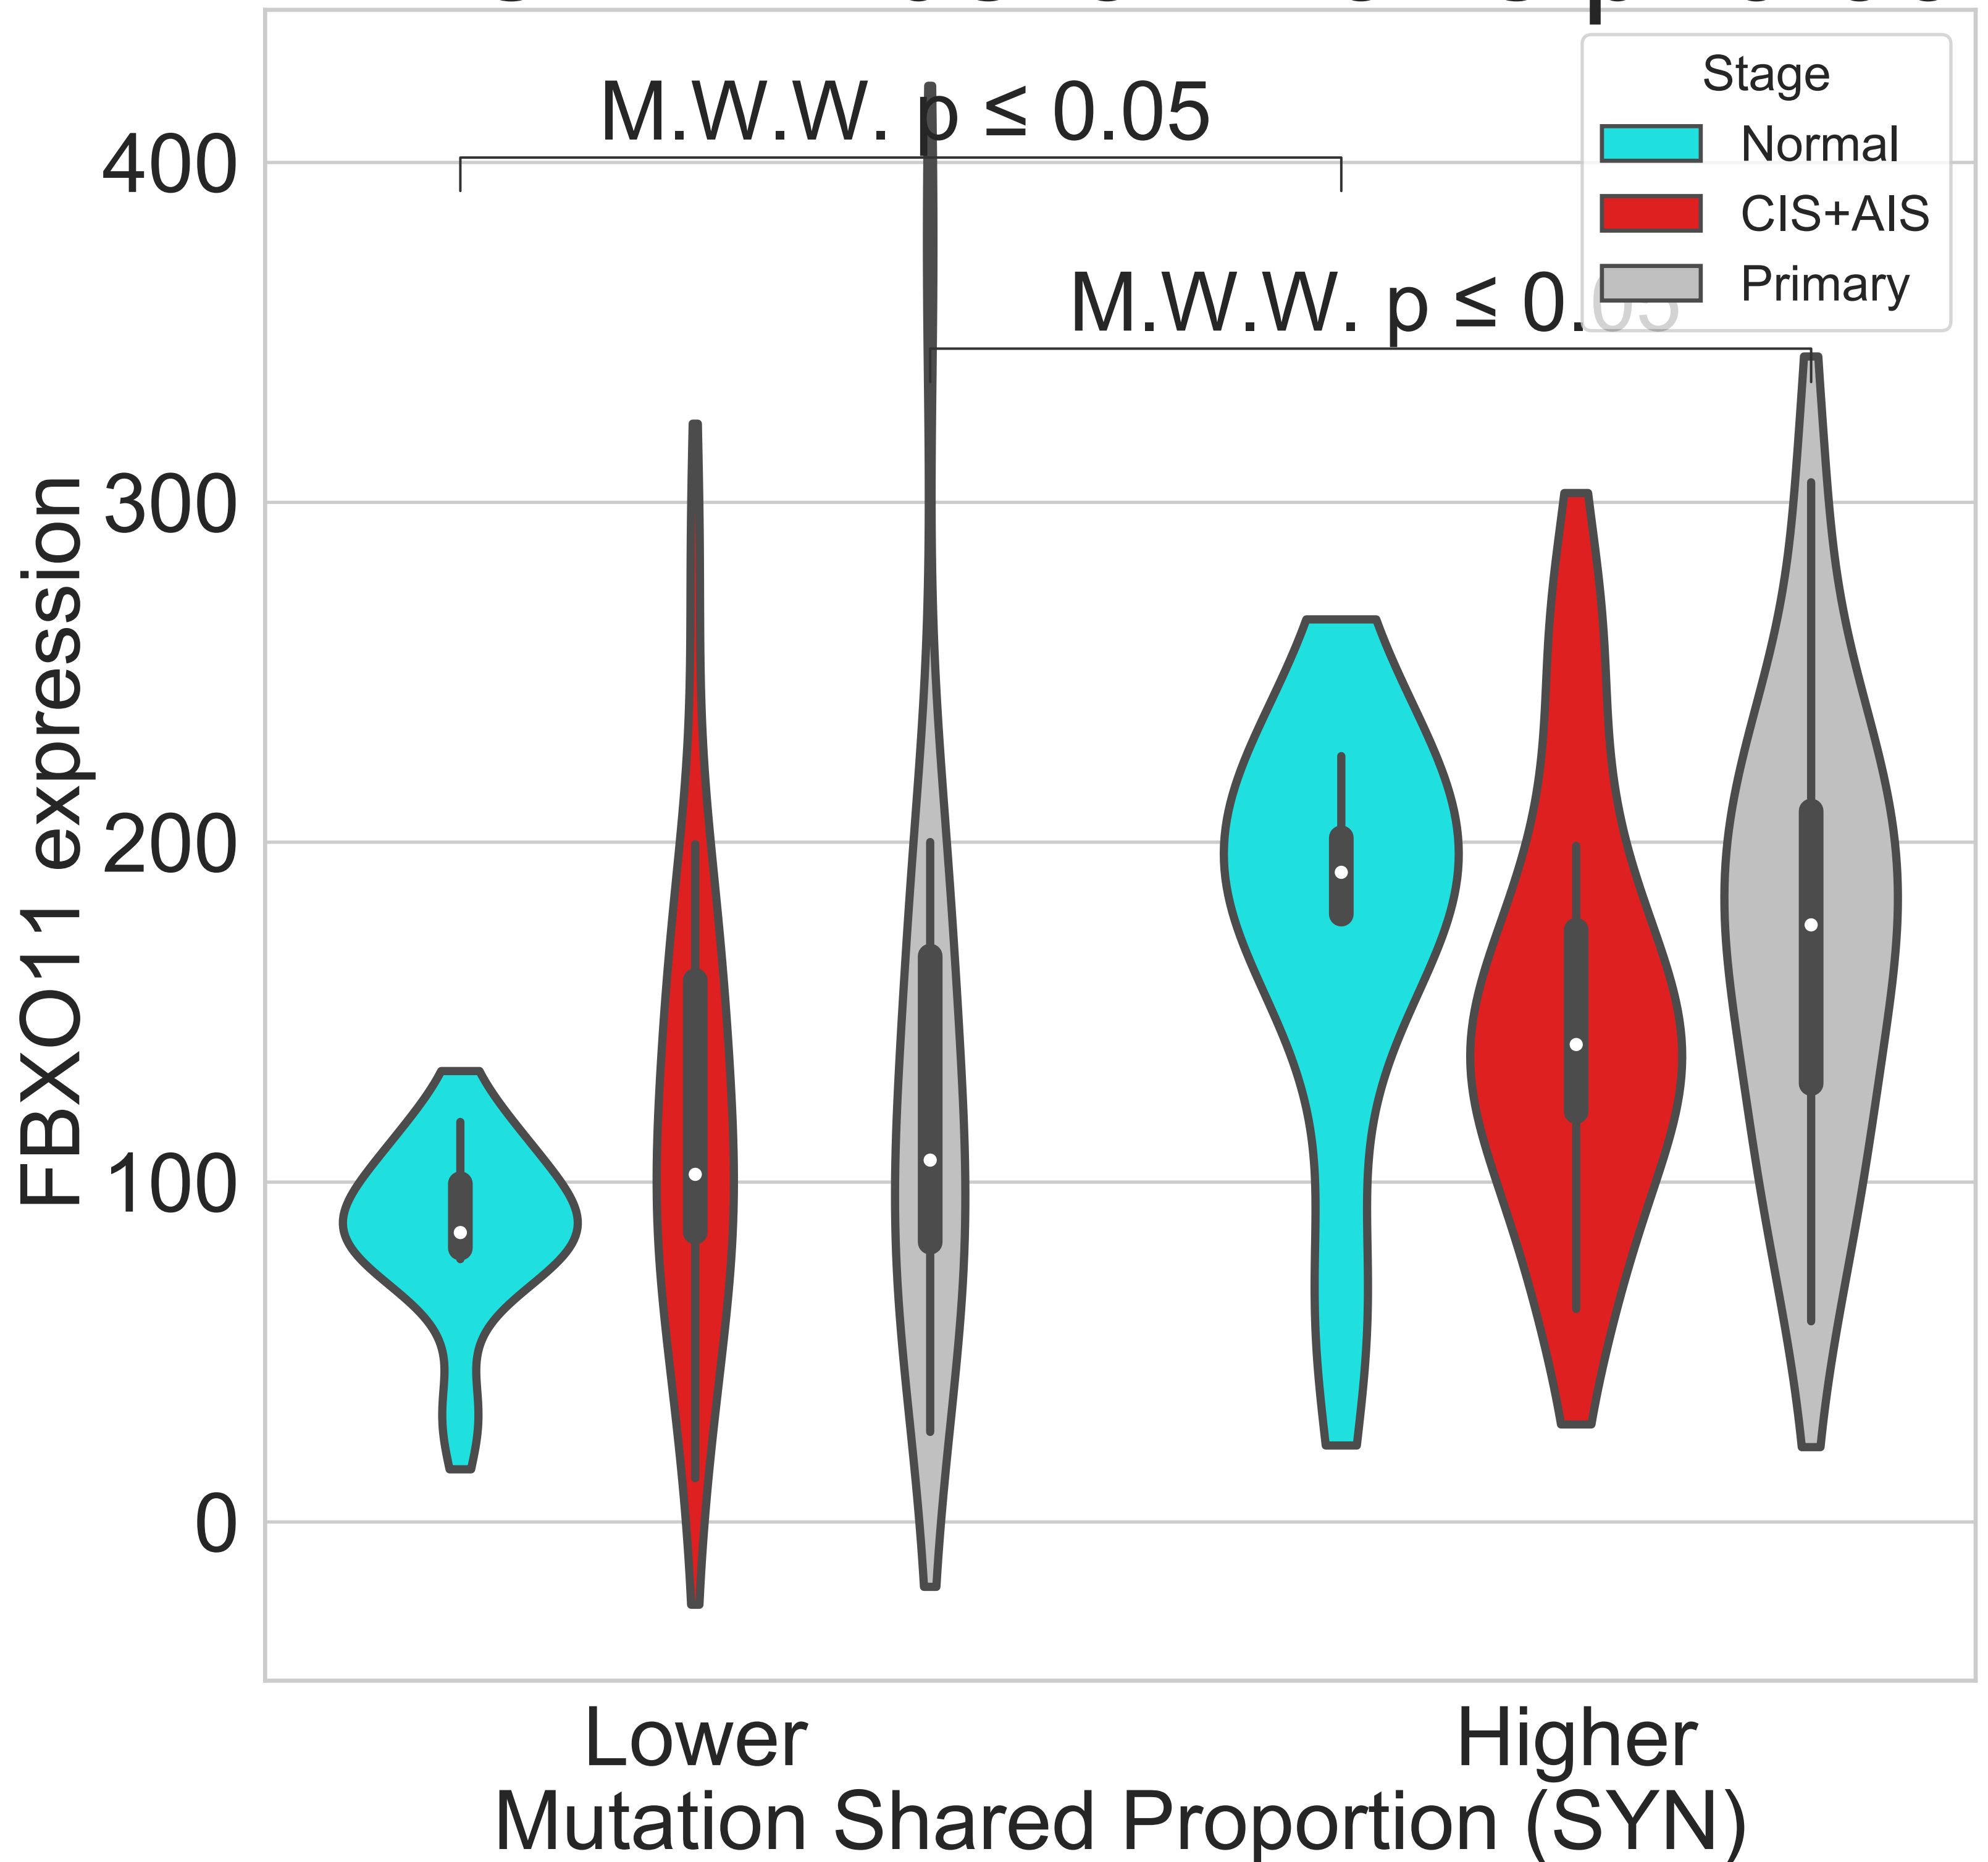 M.W.W. p ≤ 0.05
M.W.W. p ≤ 0.05
Stage
Normal
CIS+AIS
Primary
400
300
200
100
0
FBXO11 expression
Lower
Higher
Mutation Shared Proportion (SYN)